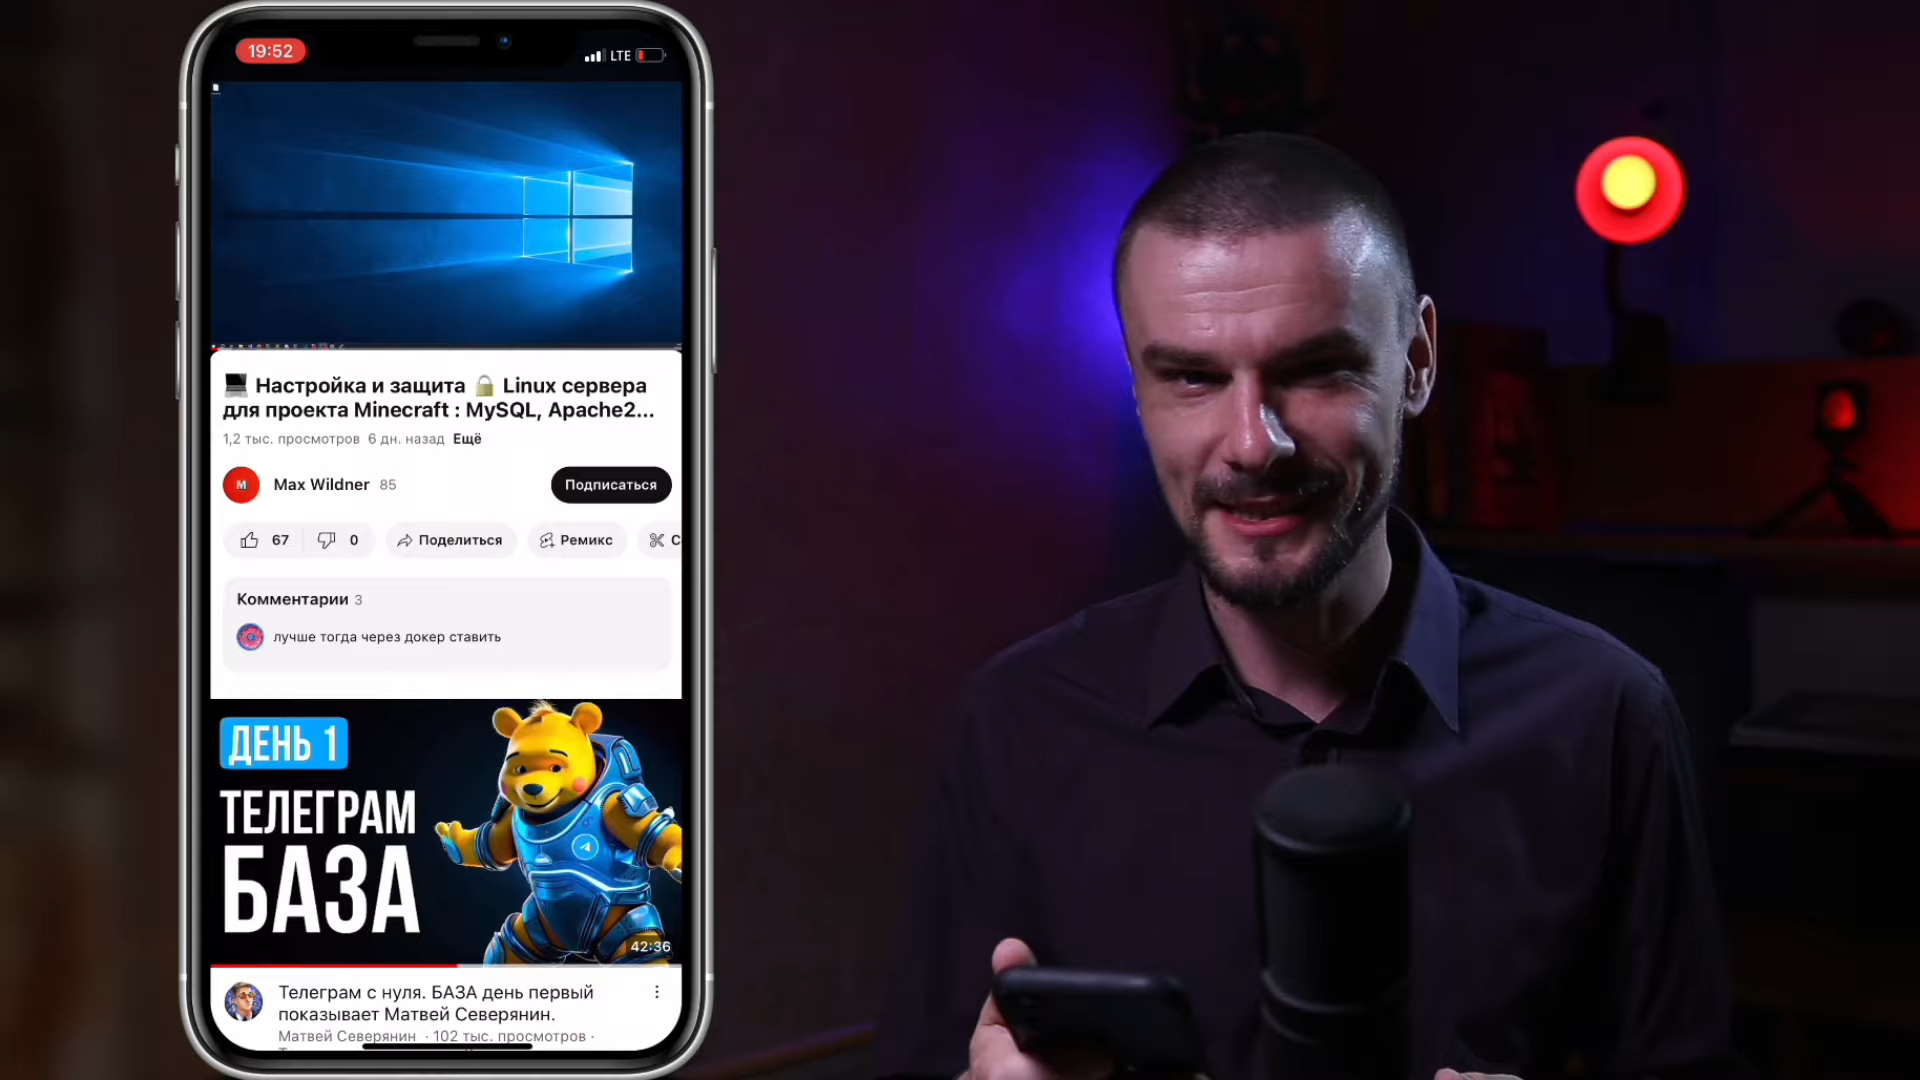 19:52
LTE
Настройка и защита 🔒 Linux сервера
для проекта Minecraft : MySQL, Apache2...
1,2 тыс. просмотров 6 дн. назад Ещё
M
Max Wildner 85
Подписаться
67
0
Поделиться
Ремикс
С
Комментарии 3
лучше тогда через докер ставить
ДЕНЬ 1
ТЕЛЕГРАМ
БАЗА
42:36
Телеграм с нуля. БАЗА день первый
показывает Матвей Северянин.
Матвей Северянин · 102 тыс. просмотров ·